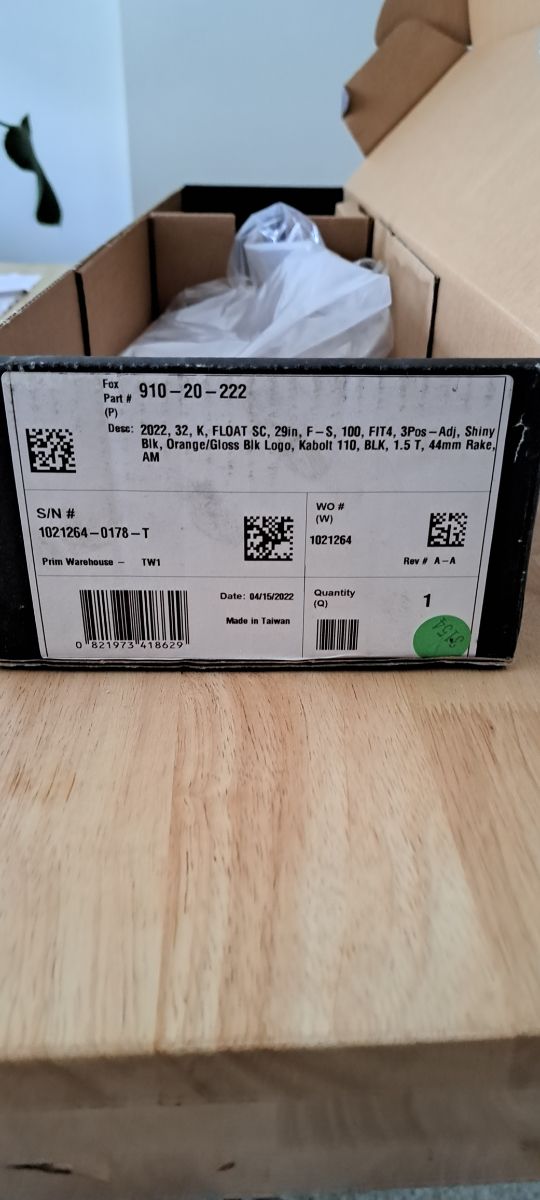 Fox
Part #
(P)
910-20-222
Desc: 2022, 32, K, FLOAT SC, 29in, F-S, 100, FIT4, 3Pos-Adj, Shiny
Blk, Orange/Gloss Blk Logo, Kabolt 110, BLK, 1.5 T, 44mm Rake,
AM
S/N #
1021264-0178-T
Prim Warehouse - TW1
WO #
(W)
1021264
Rev # A-A
0 821973 418629
Date: 04/15/2022
Made in Taiwan
Quantity
(Q)
1